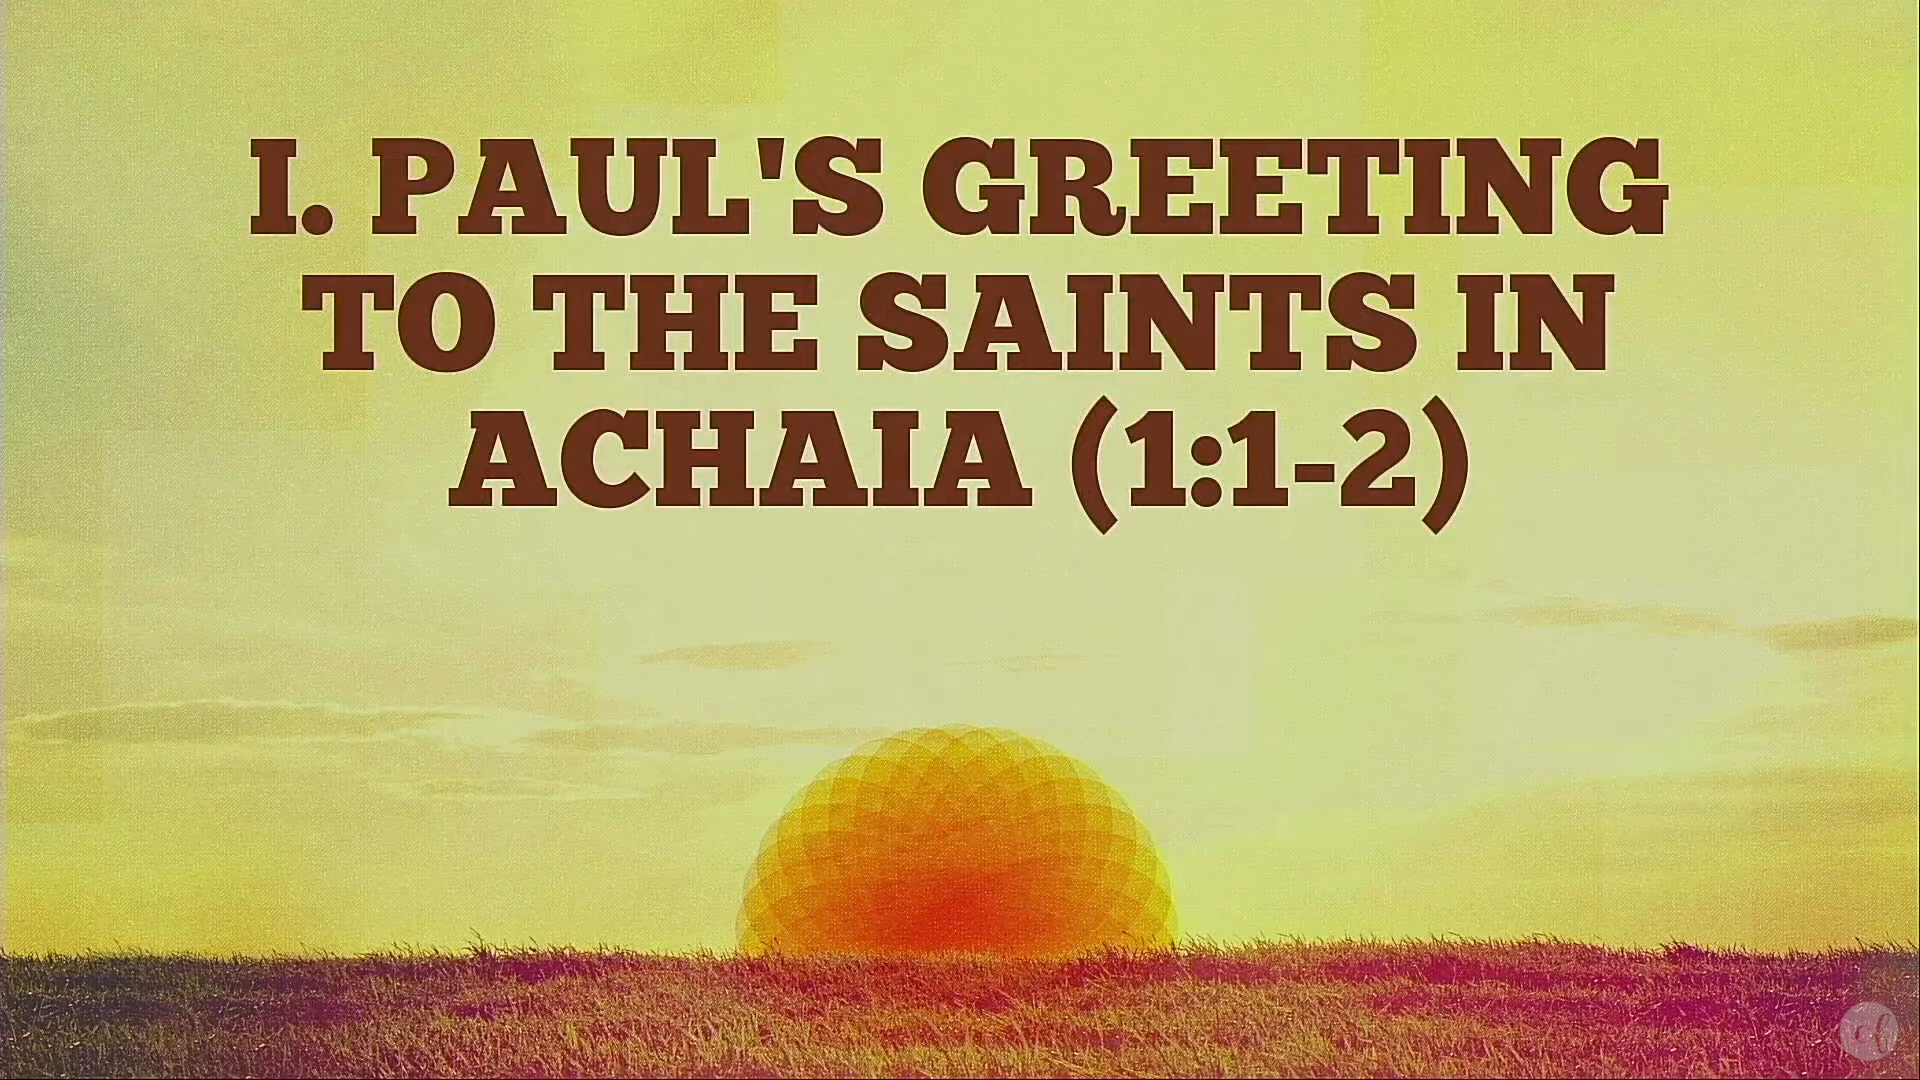 I. PAUL'S GREETING
TO THE SAINTS IN
ACHAIA (1:1-2)